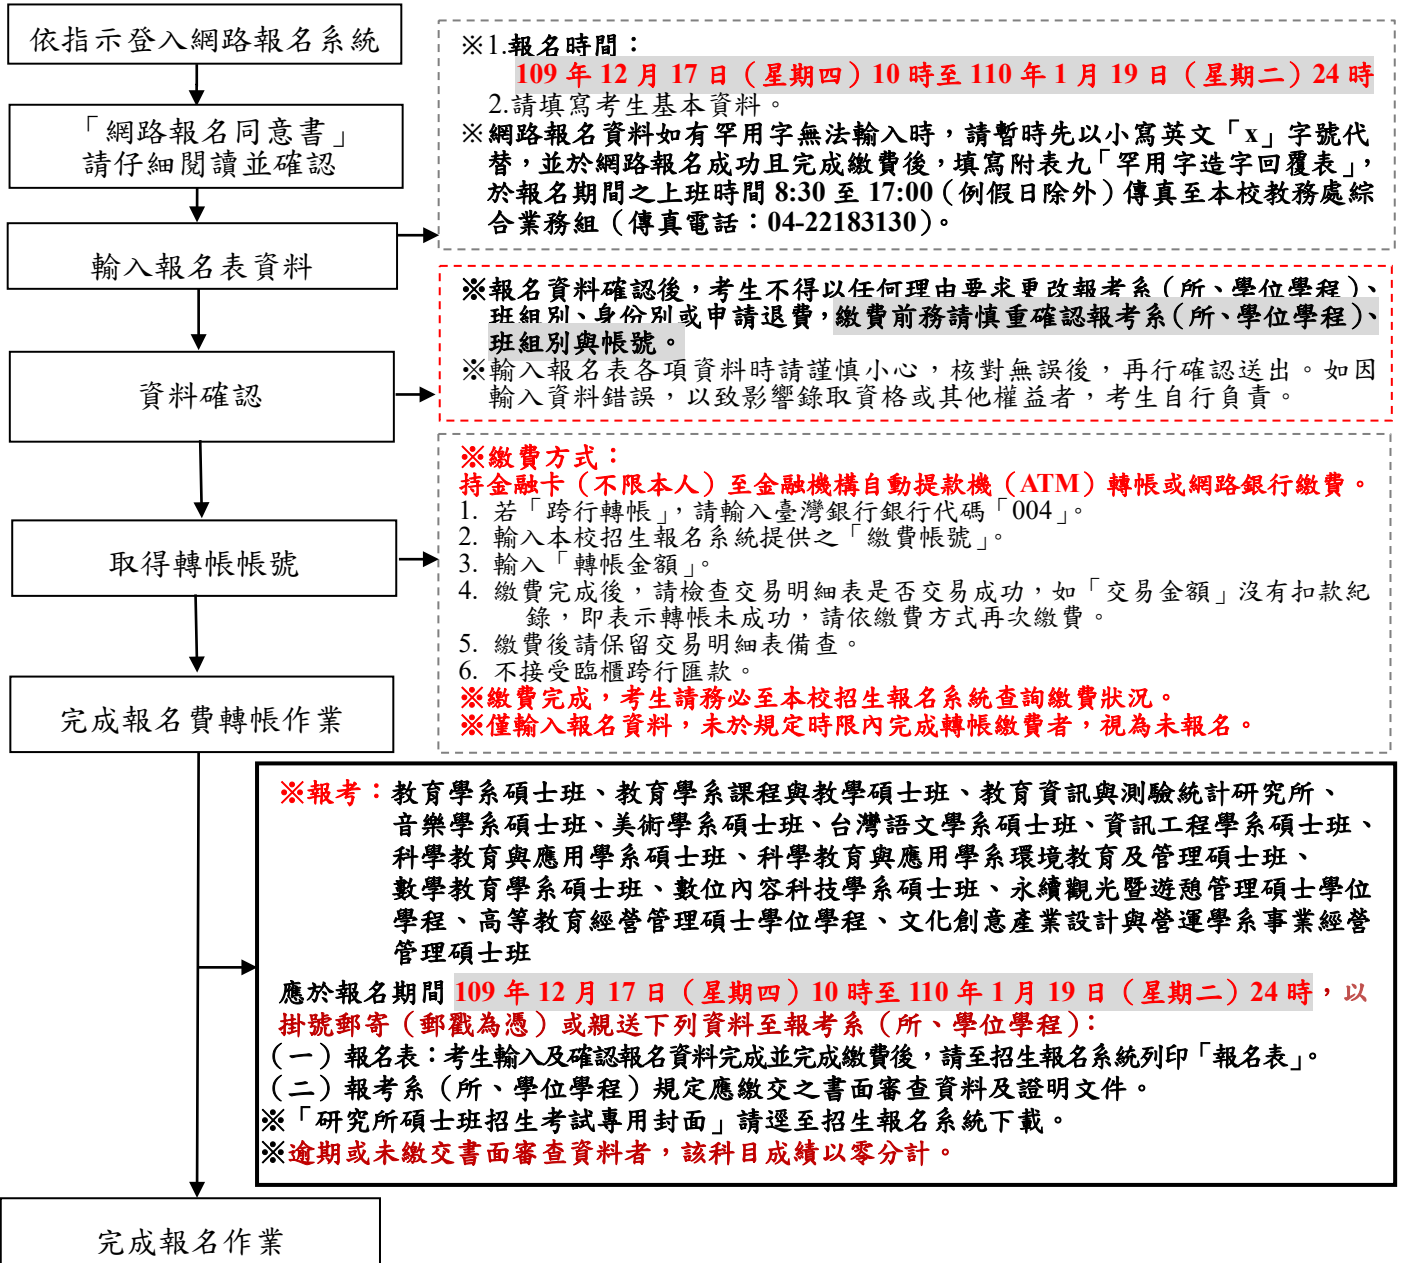 依指示登入網路報名系統
「網路報名同意書」
請仔細閱讀並確認
輸入報名表資料
資料確認
取得轉帳帳號
完成報名費轉帳作業
完成報名作業
※1.報名時間：
109 年 12 月 17 日（星期四）10 時至 110 年 1 月 19 日（星期二）24 時
2.請填寫考生基本資料。
※網路報名資料如有罕用字無法輸入時，請暫時先以小寫英文「x」字號代
替，並於網路報名成功且完成繳費後，填寫附表九「罕用字造字回覆表」，
於報名期間之上班時間 8:30 至 17:00（例假日除外）傳真至本校教務處綜
合業務組（傳真電話：04-22183130）。
※報名資料確認後，考生不得以任何理由要求更改報考系（所、學位學程）、
班組別、身份別或申請退費，繳費前務請慎重確認報考系（所、學位學程）、
班組別與帳號。
※輸入報名表各項資料時請謹慎小心，核對無誤後，再行確認送出。如因
輸入資料錯誤，以致影響錄取資格或其他權益者，考生自行負責。
※繳費方式：
持金融卡（不限本人）至金融機構自動提款機（ATM）轉帳或網路銀行繳費。
1. 若「跨行轉帳」，請輸入臺灣銀行銀行代碼「004」。
2. 輸入本校招生報名系統提供之「繳費帳號」。
3. 輸入「轉帳金額」。
4. 繳費完成後，請檢查交易明細表是否交易成功，如「交易金額」沒有扣款紀
錄，即表示轉帳未成功，請依繳費方式再次繳費。
5. 繳費後請保留交易明細表備查。
6. 不接受臨櫃跨行匯款。
※繳費完成，考生請務必至本校招生報名系統查詢繳費狀況。
※僅輸入報名資料，未於規定時限內完成轉帳繳費者，視為未報名。
※報考：教育學系碩士班、教育學系課程與教學碩士班、教育資訊與測驗統計研究所、
音樂學系碩士班、美術學系碩士班、台灣語文學系碩士班、資訊工程學系碩士班、
科學教育與應用學系碩士班、科學教育與應用學系環境教育及管理碩士班、
數學教育學系碩士班、數位內容科技學系碩士班、永續觀光暨遊憩管理碩士學位
學程、高等教育經營管理碩士學位學程、文化創意產業設計與營運學系事業經營
管理碩士班
應於報名期間 109 年 12 月 17 日（星期四）10 時至 110 年 1 月 19 日（星期二）24 時，以
掛號郵寄（郵戳為憑）或親送下列資料至報考系（所、學位學程）：
（一）報名表：考生輸入及確認報名資料完成並完成繳費後，請至招生報名系統列印「報名表」。
（二）報考系（所、學位學程）規定應繳交之書面審查資料及證明文件。
※「研究所碩士班招生考試專用封面」請逕至招生報名系統下載。
※逾期或未繳交書面審查資料者，該科目成績以零分計。